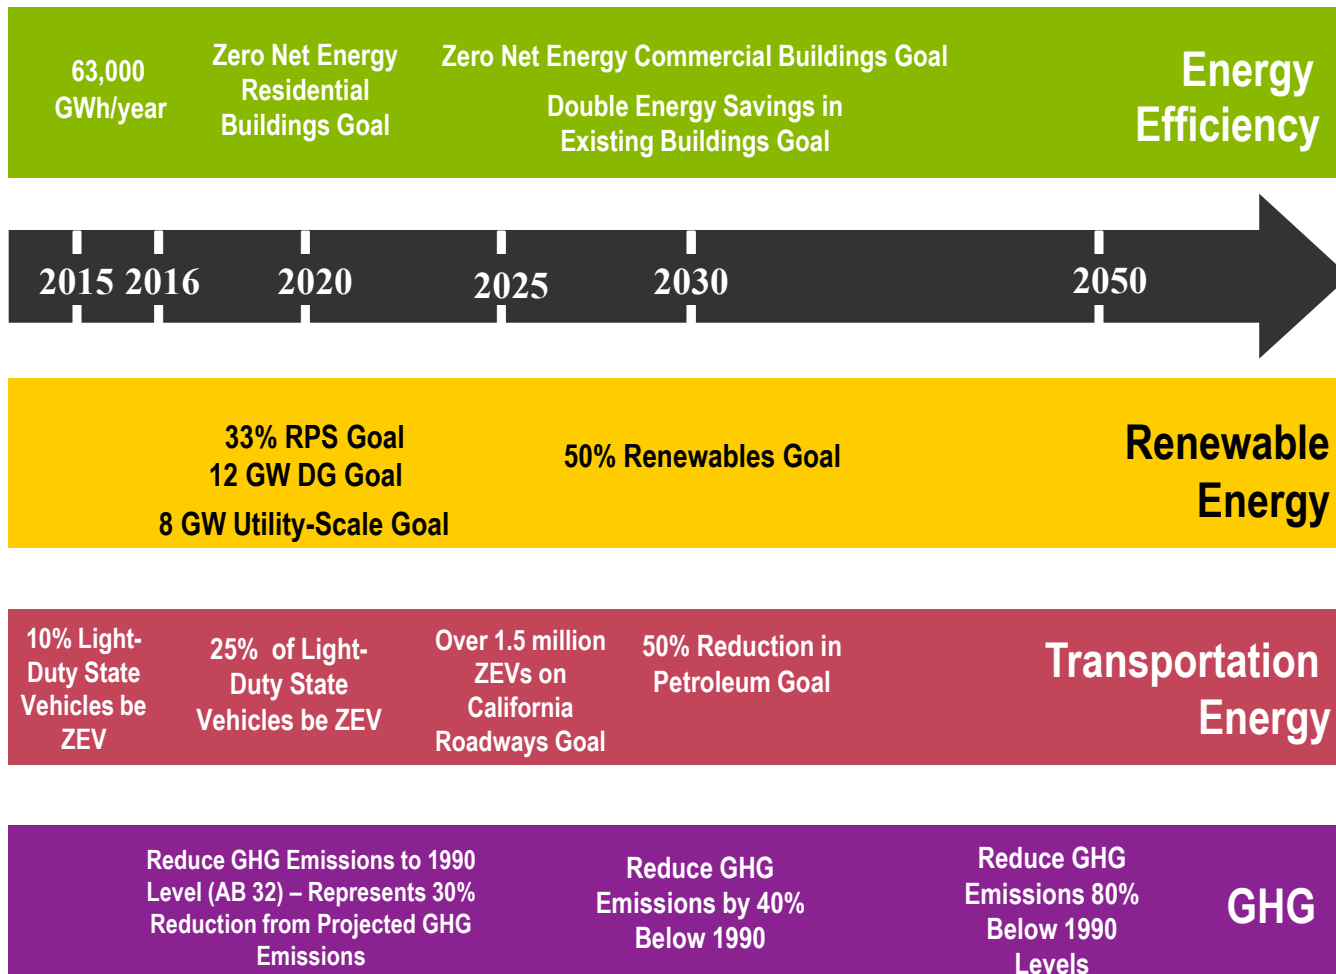 63,000
GWh/year
Zero Net Energy
Residential
Buildings Goal
Zero Net Energy Commercial Buildings Goal
Double Energy Savings in
Existing Buildings Goal
Energy
Efficiency
2015 2016 2020 2025 2030 2050
33% RPS Goal
12 GW DG Goal
8 GW Utility-Scale Goal
50% Renewables Goal
Renewable
Energy
10% Light-
Duty State
Vehicles be
ZEV
25% of Light-
Duty State
Vehicles be ZEV
Over 1.5 million
ZEVs on
California
Roadways Goal
50% Reduction in
Petroleum Goal
Transportation
Energy
Reduce GHG Emissions to 1990
Level (AB 32) – Represents 30%
Reduction from Projected GHG
Emissions
Reduce GHG
Emissions by 40%
Below 1990
Reduce GHG
Emissions 80%
Below 1990
Levels
GHG